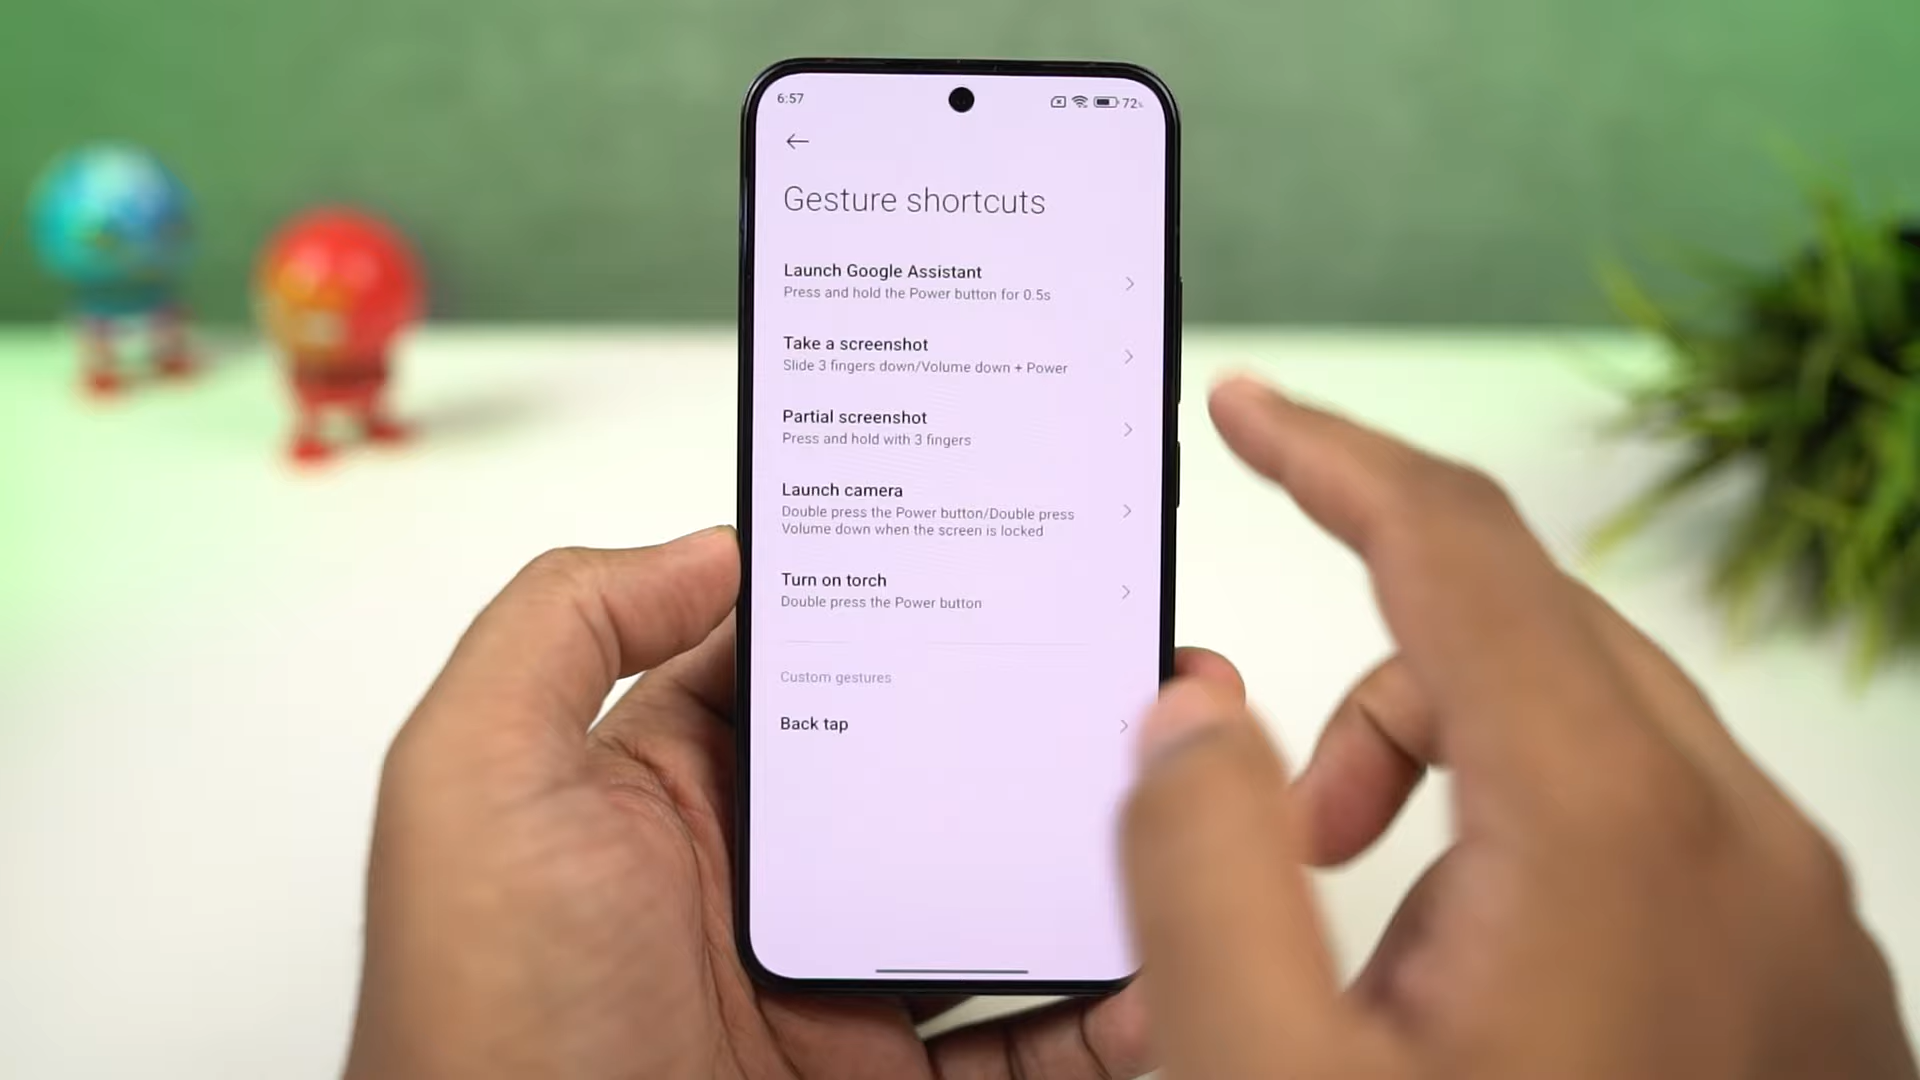 6:57
72%
Gesture shortcuts
Launch Google Assistant
Press and hold the Power button for 0.5s
Take a screenshot
Slide 3 fingers down/Volume down + Power
Partial screenshot
Press and hold with 3 fingers
Launch camera
Double press the Power button/Double press
Volume down when the screen is locked
Turn on torch
Double press the Power button
Custom gestures
Back tap